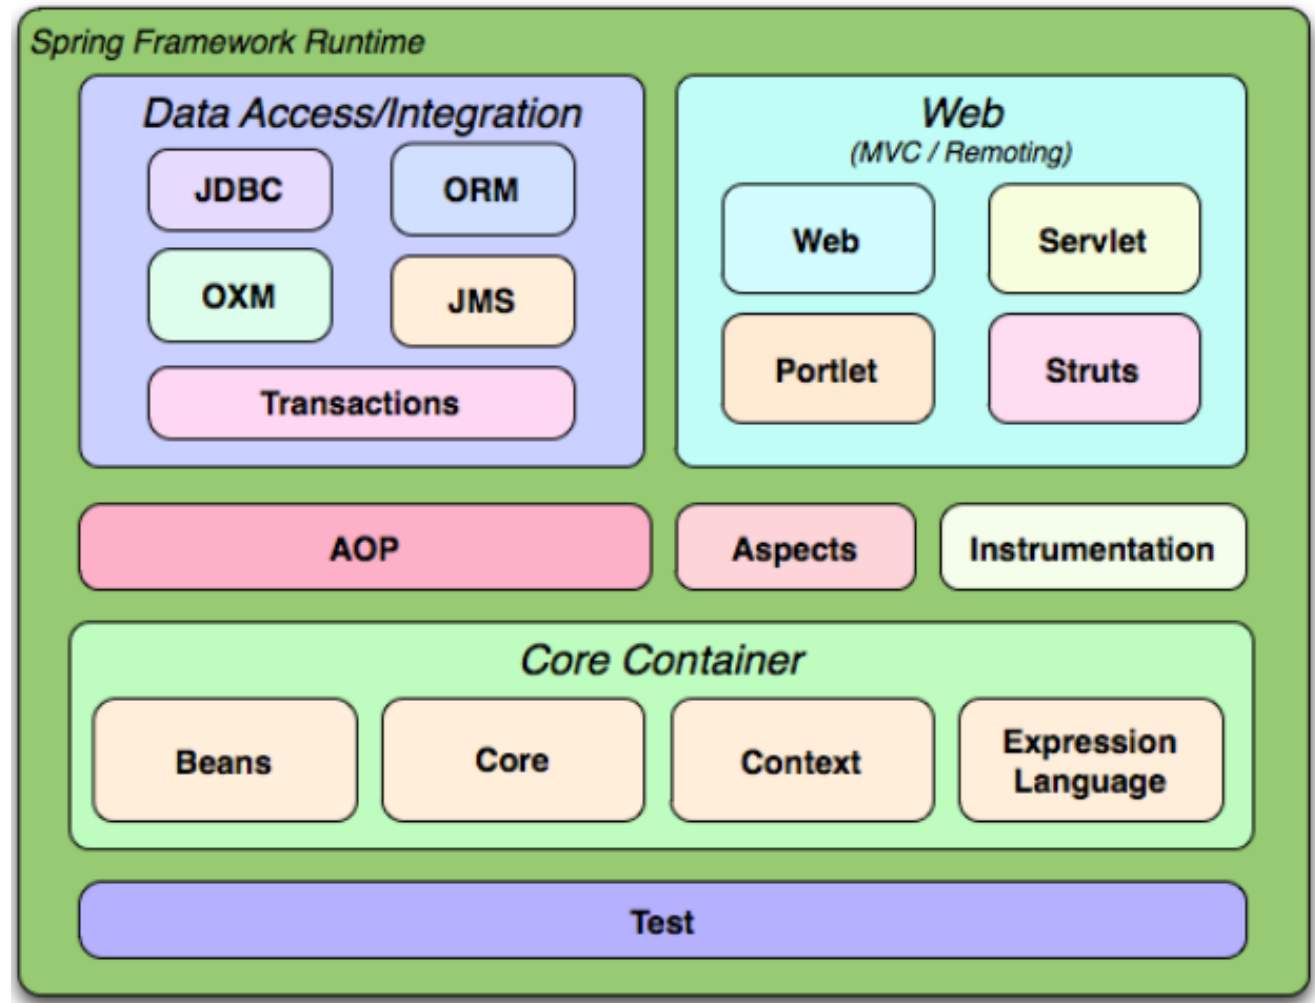 Spring Framework Runtime
Data Access/Integration
JDBC
ORM
OXM
JMS
Transactions
Web
(MVC / Remoting)
Web
Servlet
Portlet
Struts
AOP
Aspects
Instrumentation
Core Container
Beans
Core
Context
Expression
Language
Test